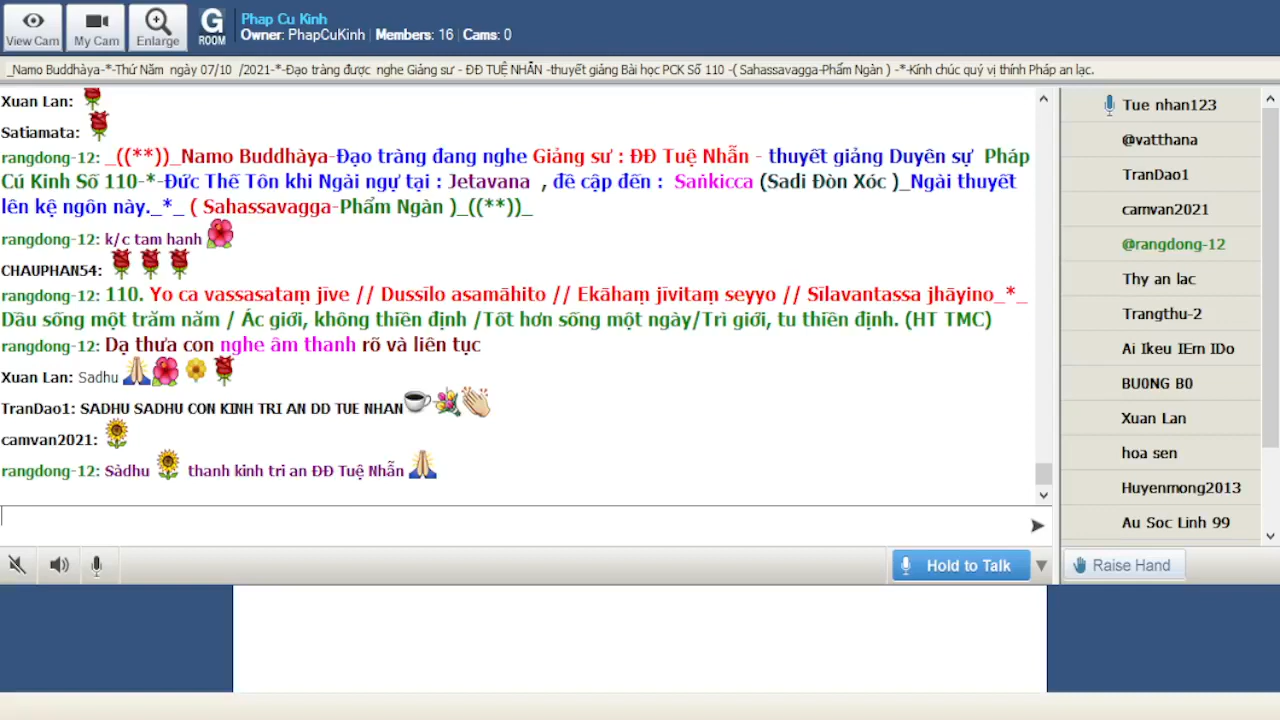 View Cam
My Cam
Enlarge
G
ROOM
Phap Cu Kinh
Owner: PhapCuKinh | Members: 16 | Cams: 0
_Namo Buddhàya-*-Thứ Năm ngày 07/10 /2021-*-Đạo tràng được nghe Giảng sư - ĐĐ TUỆ NHẪN -thuyết giảng Bài học PCK Số 110 -( Sahassavagga-Phẩm Ngàn ) -*-Kính chúc quý vị thính Pháp an lạc.
Xuan Lan:
Satiamata:
rangdong-12: _((**))_Namo Buddhàya-Đạo tràng đang nghe Giảng sư : ĐĐ Tuệ Nhẫn - thuyết giảng Duyên sự Pháp
Cú Kinh Số 110-*-Đức Thế Tôn khi Ngài ngự tại : Jetavana , đề cập đến : Saṅkicca (Sadi Đòn Xóc )_Ngài thuyết
lên kệ ngôn này._*_ ( Sahassavagga-Phẩm Ngàn )_((**))_
rangdong-12: k/c tam hanh
CHAUPHAN54:
rangdong-12: 110. Yo ca vassasataṃ jīve // Dussīlo asamāhito // Ekāhaṃ jīvitaṃ seyyo // Sīlavantassa jhāyino_*_
Dầu sống một trăm năm / Ác giới, không thiền định /Tốt hơn sống một ngày/Trì giới, tu thiền định. (HT TMC)
rangdong-12: Dạ thưa con nghe âm thanh rõ và liên tục
Xuan Lan: Sadhu
TranDao1: SADHU SADHU CON KINH TRI AN DD TUE NHAN
camvan2021:
rangdong-12: Sàdhu thanh kinh tri an ĐĐ Tuệ Nhẫn
Hold to Talk
Tue nhan123
@vatthana
TranDao1
camvan2021
@rangdong-12
Thy an lac
Trangthu-2
Ai Ikeu IEm IDo
BU0NG B0
Xuan Lan
hoa sen
Huyenmong2013
Au Soc Linh 99
Raise Hand